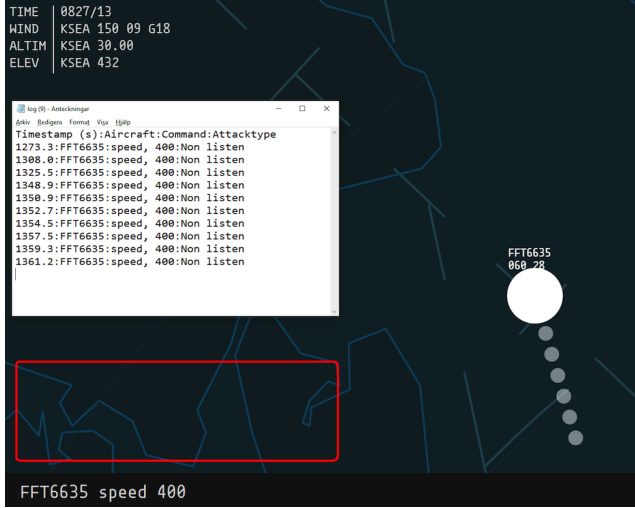 TIME 0827/13
WIND KSEA 150 09 G18
ALTIM KSEA 30.00
ELEV KSEA 432
log (9) - Anteckningar
Arkiv Redigera Format Visa Hjälp
Timestamp (s):Aircraft:Command:Attacktype
1273.3:FFT6635:speed, 400:Non listen
1308.0:FFT6635:speed, 400:Non listen
1325.5:FFT6635:speed, 400:Non listen
1348.9:FFT6635:speed, 400:Non listen
1350.9:FFT6635:speed, 400:Non listen
1352.7:FFT6635:speed, 400:Non listen
1354.5:FFT6635:speed, 400:Non listen
1357.5:FFT6635:speed, 400:Non listen
1359.3:FFT6635:speed, 400:Non listen
1361.2:FFT6635:speed, 400:Non listen
FFT6635
060 28
FFT6635 speed 400